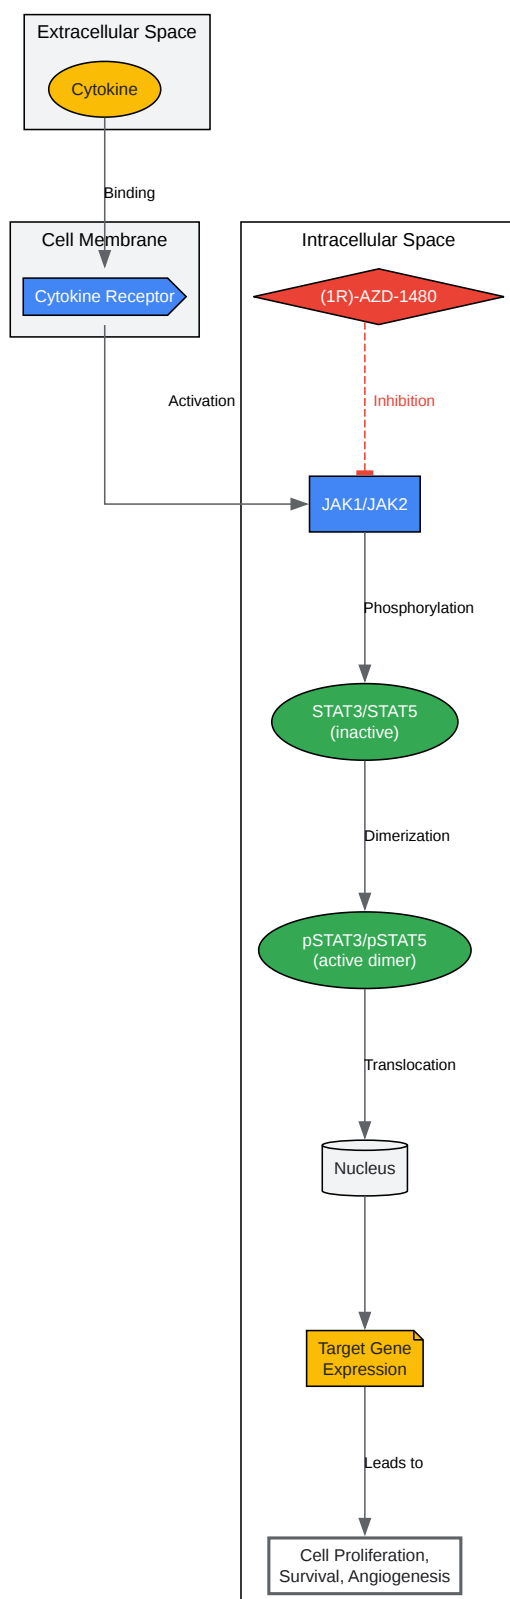 Extracellular Space
Cytokine
Binding
Cell Membrane
Cytokine Receptor
Intracellular Space
(1R)-AZD-1480
Activation
Inhibition
JAK1/JAK2
Phosphorylation
STAT3/STAT5
(inactive)
Dimerization
pSTAT3/pSTAT5
(active dimer)
Translocation
Nucleus
Target Gene
Expression
Leads to
Cell Proliferation,
Survival, Angiogenesis